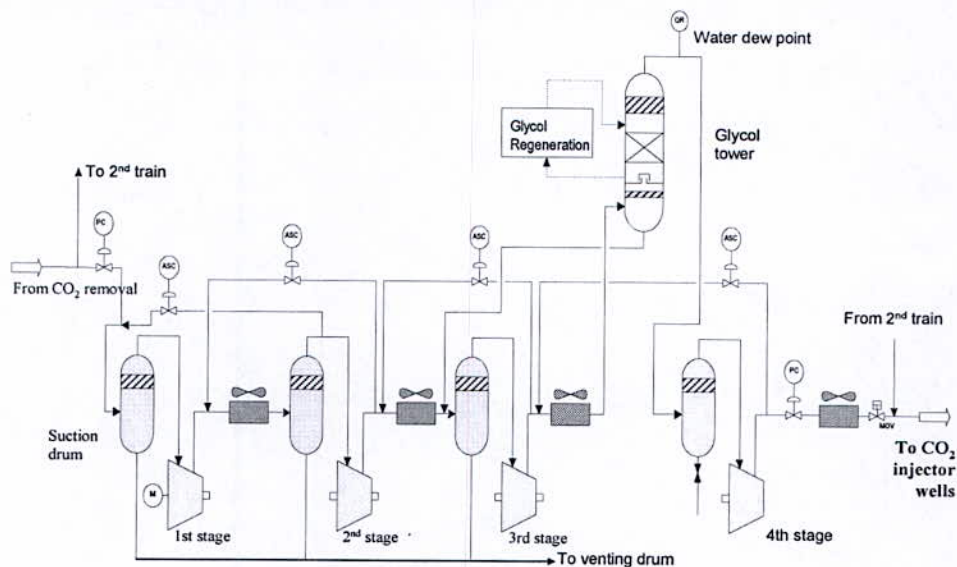 QR
Water dew point
Glycol
Regeneration
Glycol
tower
To 2nd train
PC
ASC
ASC
ASC
ASC
From CO2 removal
From 2nd train
PC
MOV
Suction
drum
To CO2
injector
wells
M
1st stage
2nd stage
3rd stage
4th stage
To venting drum